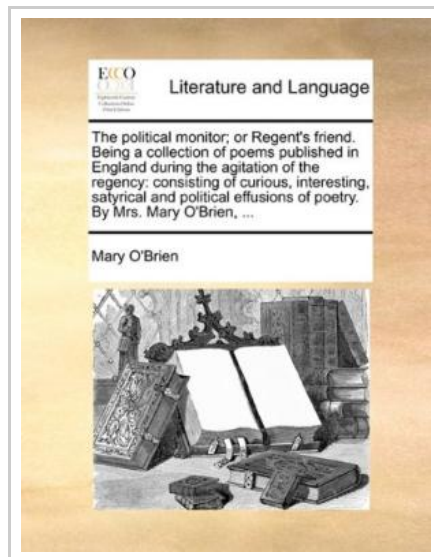 ECCO
Literature and Language
The political monitor; or Regent's friend.
Being a collection of poems published in
England during the agitation of the
regency: consisting of curious, interesting,
satyrical and political effusions of poetry.
By Mrs. Mary O'Brien, ...
Mary O'Brien